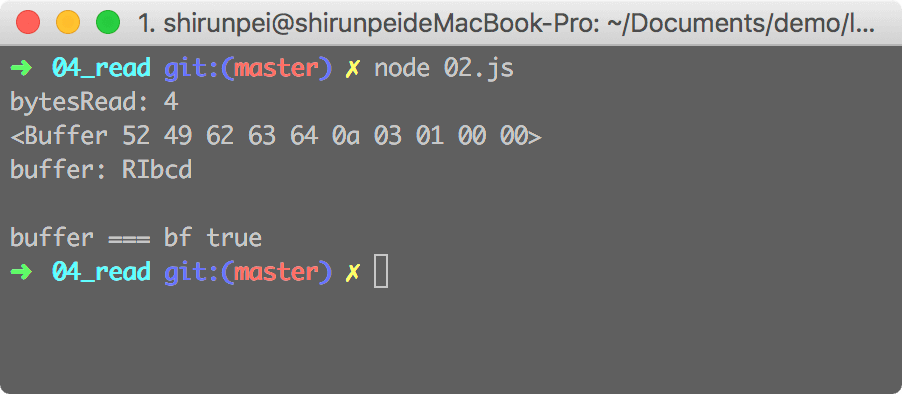 1. shirunpei@shirunpeideMacBook-Pro: ~/Documents/demo/l...
➜ 04_read git:(master) ✗ node 02.js
bytesRead: 4
<Buffer 52 49 62 63 64 0a 03 01 00 00>
buffer: RIbcd
buffer === bf true
➜ 04_read git:(master) ✗